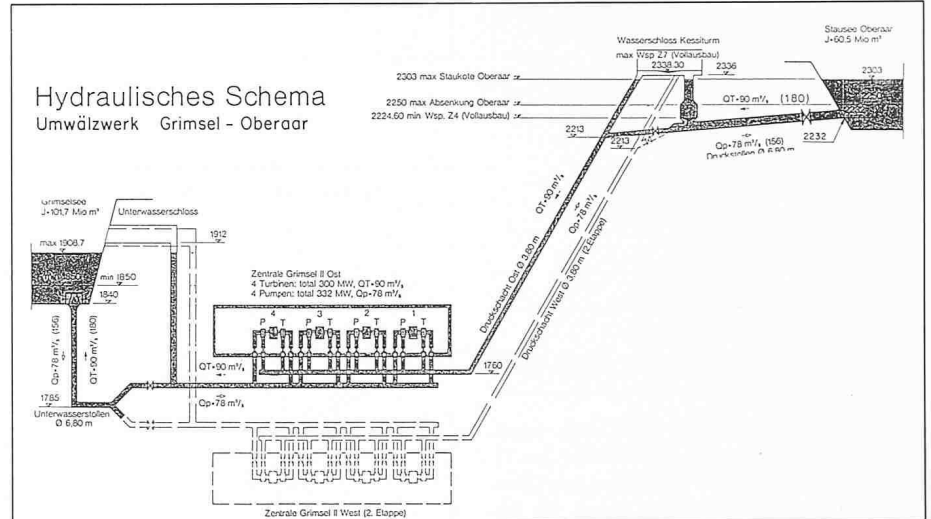 Hydraulisches Schema
Umwälzwerk Grimsel - Oberaar
Wasserschloss Kessiturm
max Wsp Z7 (Vollausbau)
2338.30
2336
Stausee Oberaar
J=60.5 Mio m³
2303 max Staukote Oberaar
2303
2250 max Absenkung Oberaar
QT=90 m³/s (180)
2224.60 min Wsp. Z4 (Vollausbau)
2213
2213
2232
Qp=78 m³/s (156)
Druckstollen Ø 6,80 m
QT=90 m³/s
Qp=78 m³/s
Druckschacht Ost Ø 3.80 m
Druckschacht West Ø 3.80 m (2.Etappe)
Grimselsee
J=101,7 Mio m³
Unterwasserschloss
max 1908.7
1912
min 1850
1840
Zentrale Grimsel II Ost
4 Turbinen: total 300 MW, QT=90 m³/s
4 Pumpen: total 332 MW, Qp=78 m³/s
4 3 2 1
P T P T P T P T
Qp=78 m³/s (156)
QT=90 m³/s (180)
QT=90 m³/s
1760
1785
Qp=78 m³/s
Unterwasserstollen
Ø 6,80 m
Zentrale Grimsel II West (2. Etappe)